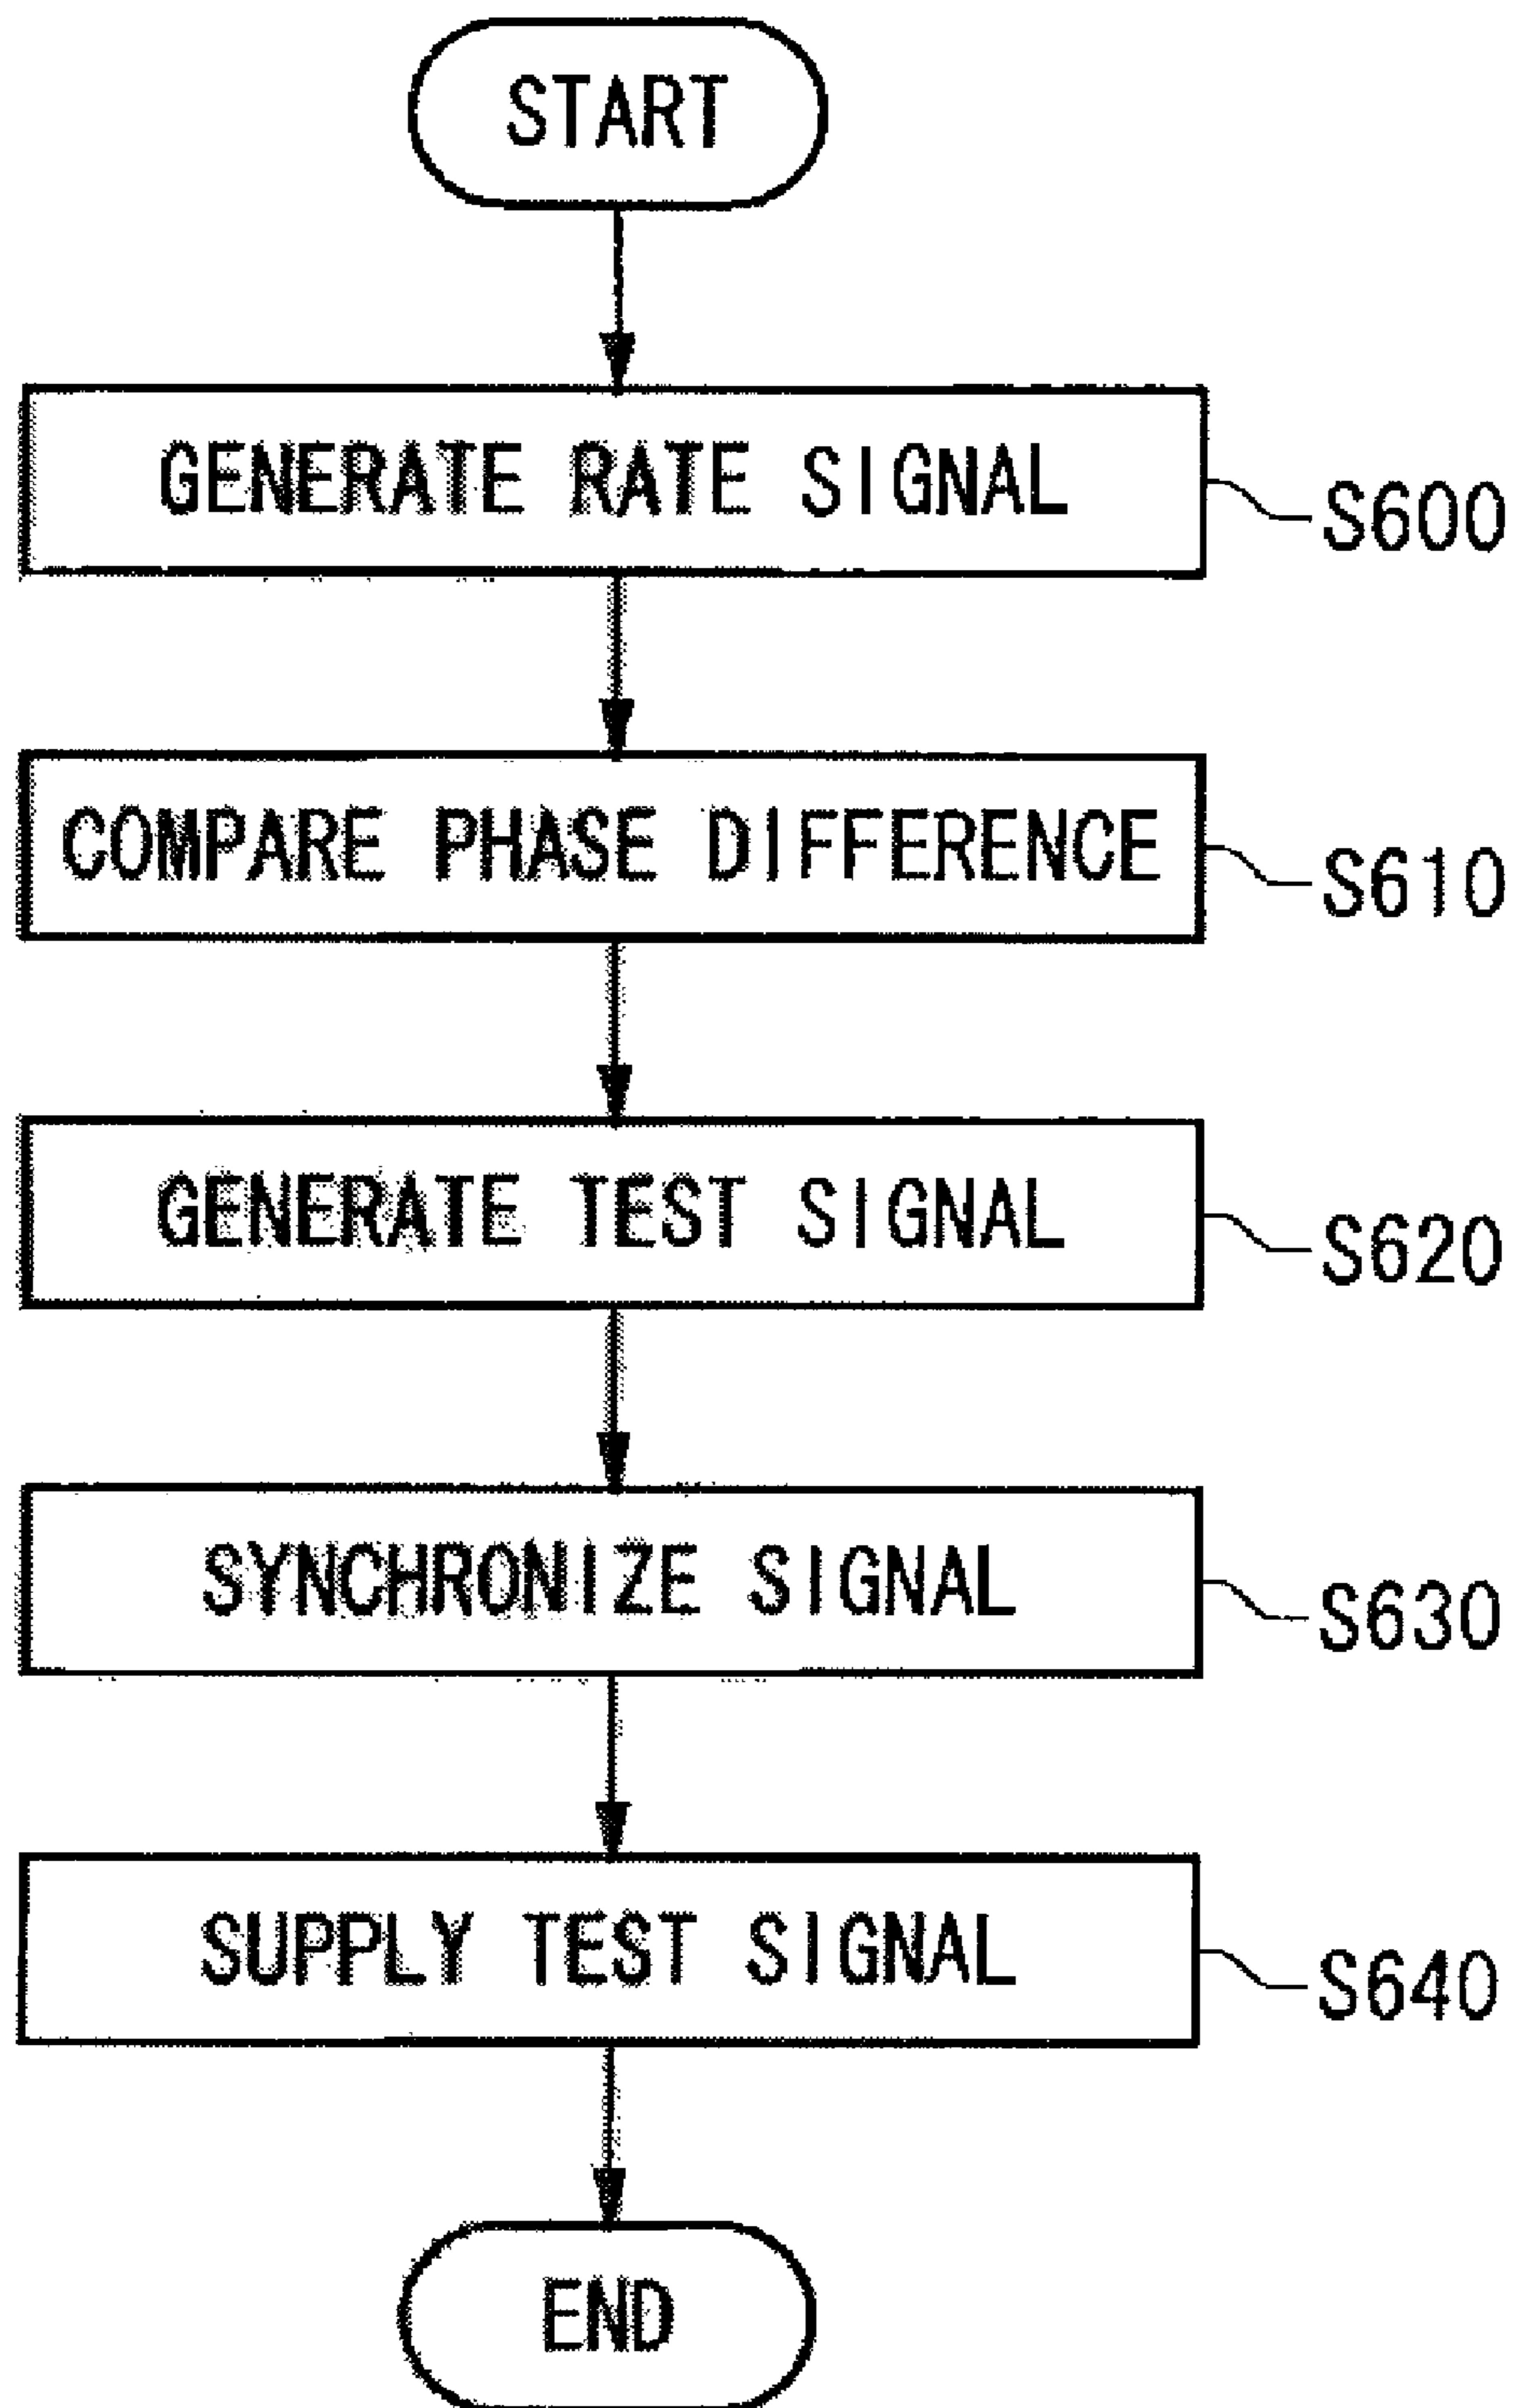 START
GENERATE RATE SIGNAL
S600
COMPARE PHASE DIFFERENCE
S610
GENERATE TEST SIGNAL
S620
SYNCHRONIZE SIGNAL
S630
SUPPLY TEST SIGNAL
S640
END